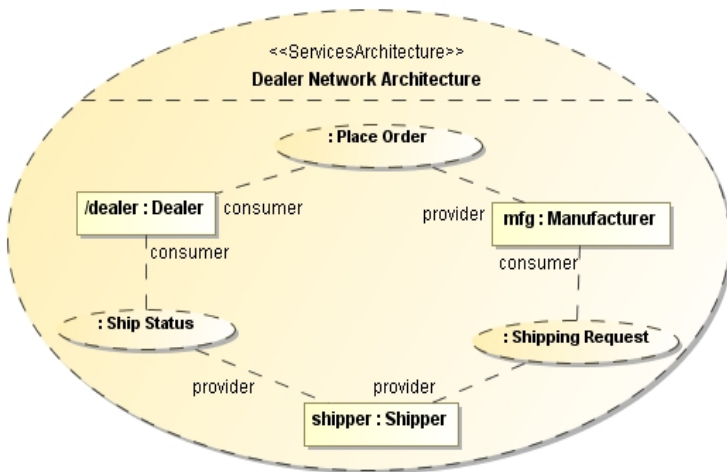 <<ServicesArchitecture>>
Dealer Network Architecture
: Place Order
/dealer : Dealer
consumer
provider
mfg : Manufacturer
consumer
consumer
: Ship Status
: Shipping Request
provider
provider
shipper : Shipper